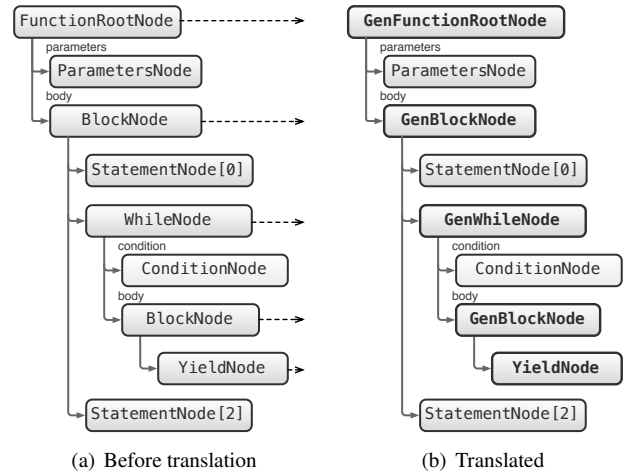 FunctionRootNode
parameters
ParametersNode
body
BlockNode
StatementNode[0]
WhileNode
condition
ConditionNode
body
BlockNode
YieldNode
StatementNode[2]
(a) Before translation
GenFunctionRootNode
parameters
ParametersNode
body
GenBlockNode
StatementNode[0]
GenWhileNode
condition
ConditionNode
body
GenBlockNode
YieldNode
StatementNode[2]
(b) Translated